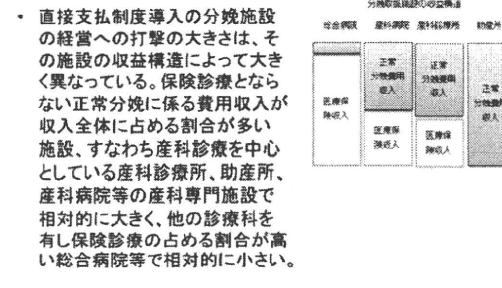 ・ 直接支払制度導入の分娩施設
の経営への打撃の大きさは、そ
の施設の収益構造によって大き
く異なっている。保険診療となら
ない正常分娩に係る費用収入が
収入全体に占める割合が多い
施設、すなわち産科診療を中心
としている産科診療所、助産所、
産科病院等の産科専門施設で
相対的に大きく、他の診療科を
有し保険診療の占める割合が高
い総合病院等で相対的に小さい。
分娩取扱施設の収益構造
総合病院 産科病院 産科診療所 助産所
医療保
険収入
正常
分娩費用
収入
医療保
険収入
正常
分娩費用
収入
医療保
険収入
正常
分娩費用
収入